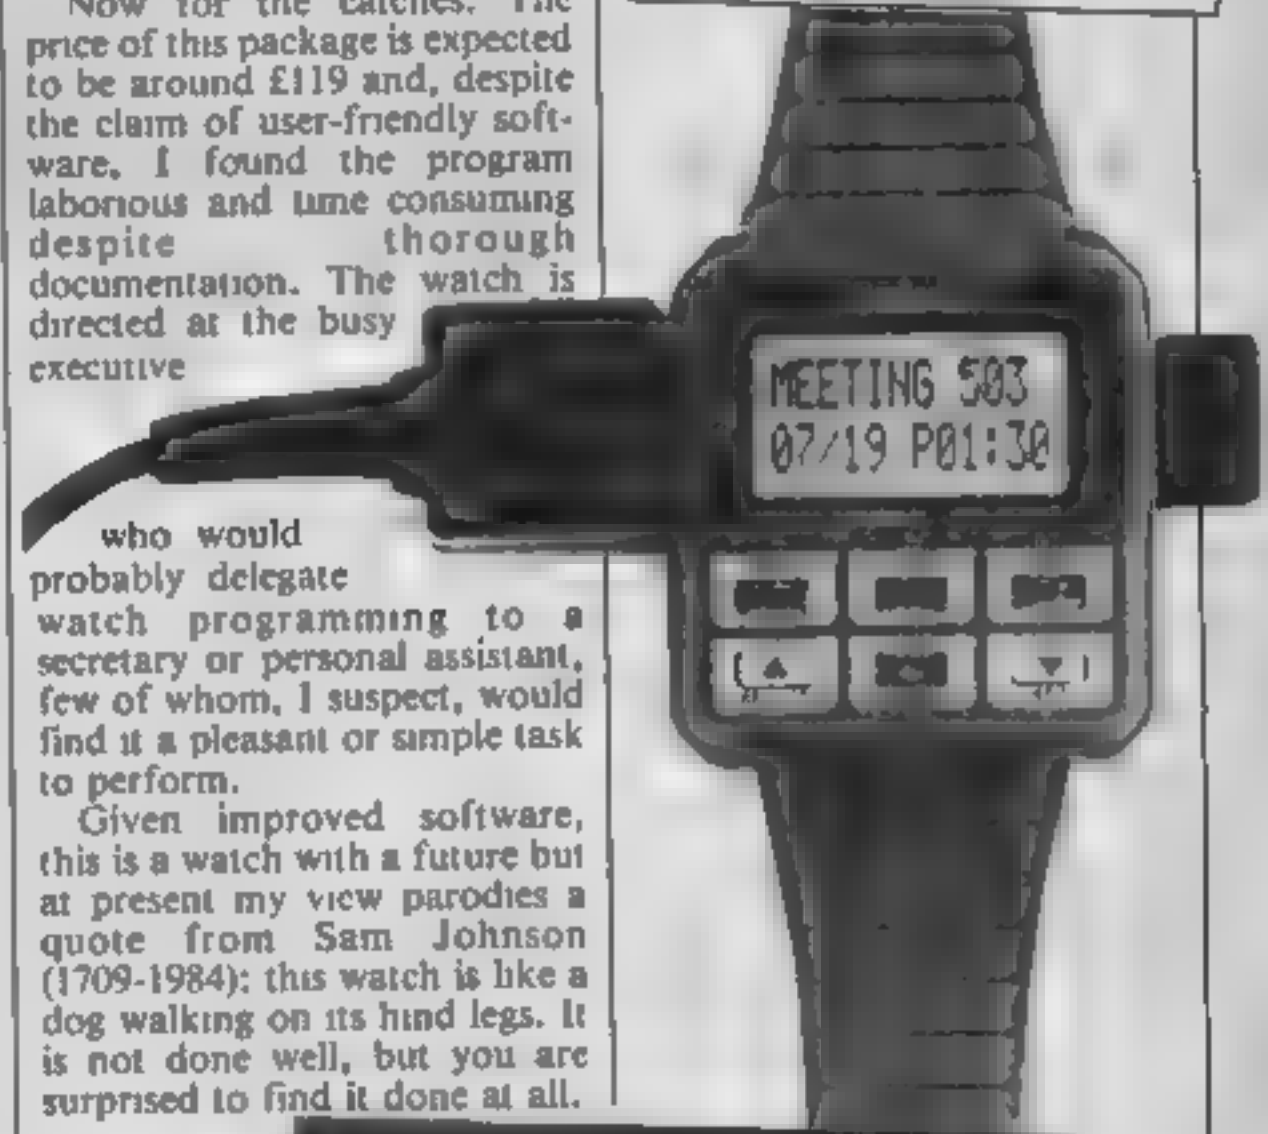 Now for the catches. The
price of this package is expected
to be around £119 and, despite
the claim of user-friendly soft-
ware, I found the program
laborious and time consuming
despite thorough
documentation. The watch is
directed at the busy
executive
who would
probably delegate
watch programming to a
secretary or personal assistant,
few of whom, I suspect, would
find it a pleasant or simple task
to perform.
Given improved software,
this is a watch with a future but
at present my view parodies a
quote from Sam Johnson
(1709-1984): this watch is like a
dog walking on its hind legs. It
is not done well, but you are
surprised to find it done at all.
MEETING 503
07/19 P01:30